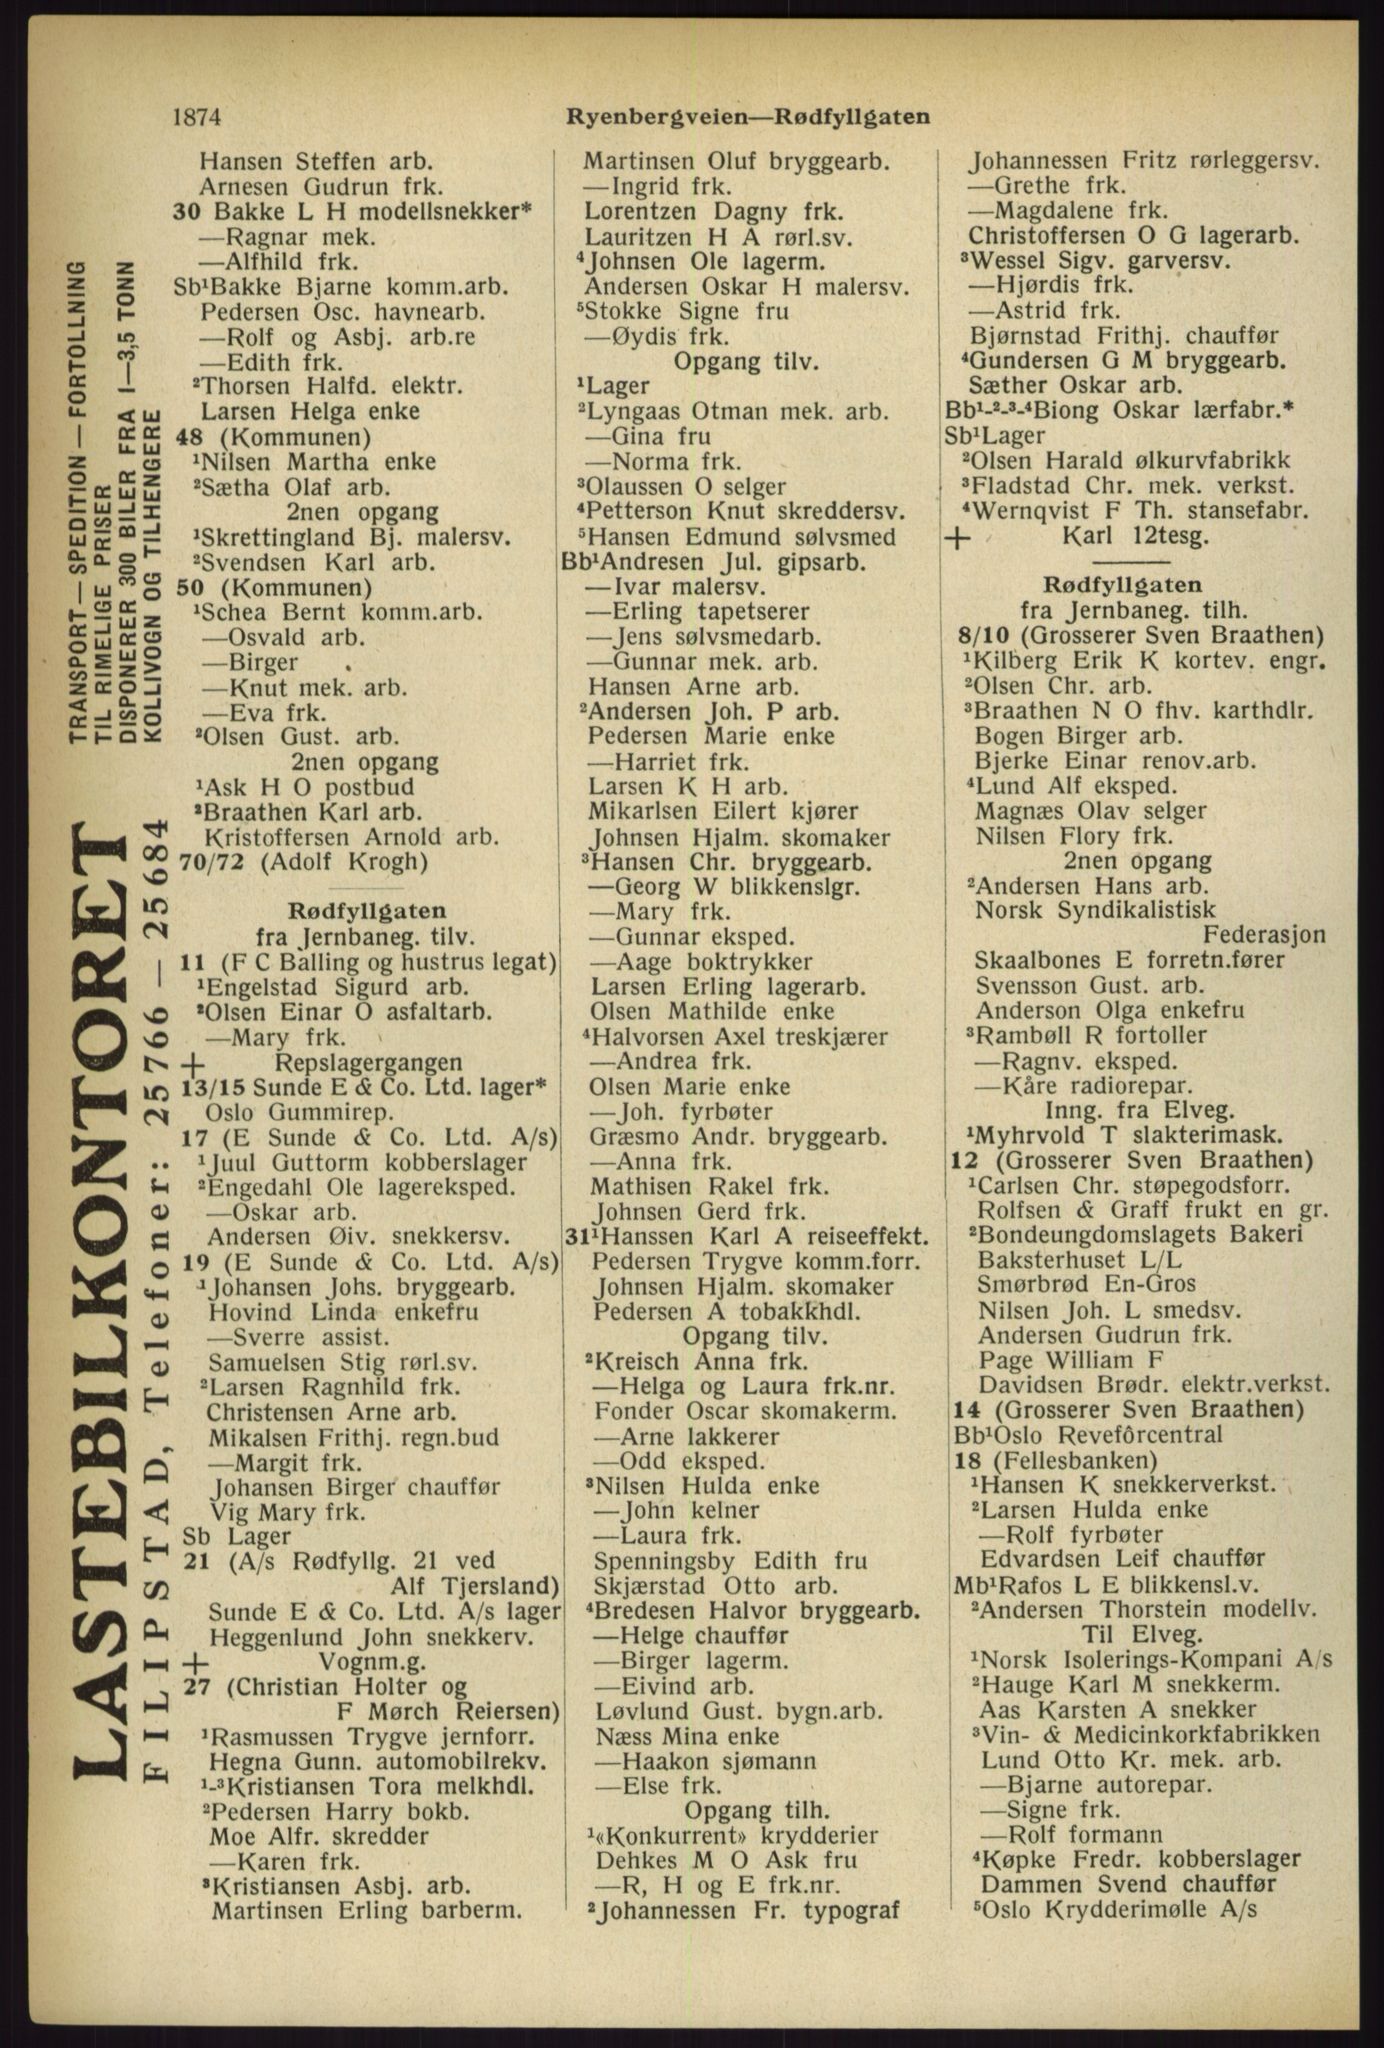 1874
Ryenbergveien—Rødfyllgaten
TRANSPORT — SPEDITION — FORTOLLNING
TIL RIMELIGE PRISER
DISPONERER 300 BILER FRA 1—3,5 TONN
KOLLIVOGN OG TILHENGERE
LASTEBILKONTORET
FILIPSTAD, Telefoner: 25766 — 25684
Hansen Steffen arb.
Arnesen Gudrun frk.
30 Bakke L H modellsnekker*
—Ragnar mek.
—Alfhild frk.
Sb¹Bakke Bjarne komm.arb.
Pedersen Osc. havnearb.
—Rolf og Asbj. arb.re
—Edith frk.
²Thorsen Halfd. elektr.
Larsen Helga enke
48 (Kommunen)
¹Nilsen Martha enke
²Sætha Olaf arb.
2nen opgang
¹Skrettingland Bj. malersv.
²Svendsen Karl arb.
50 (Kommunen)
¹Schea Bernt komm.arb.
—Osvald arb.
—Birger
—Knut mek. arb.
—Eva frk.
²Olsen Gust. arb.
2nen opgang
¹Ask H O postbud
²Braathen Karl arb.
Kristoffersen Arnold arb.
70/72 (Adolf Krogh)
Rødfyllgaten
fra Jernbaneg. tilv.
11 (F C Balling og hustrus legat)
¹Engelstad Sigurd arb.
²Olsen Einar O asfaltarb.
—Mary frk.
+ Repslagergangen
13/15 Sunde E & Co. Ltd. lager*
Oslo Gummirep.
17 (E Sunde & Co. Ltd. A/s)
¹Juul Guttorm kobberslager
²Engedahl Ole lagereksped.
—Oskar arb.
Andersen Øiv. snekkersv.
19 (E Sunde & Co. Ltd. A/s)
¹Johansen Johs. bryggearb.
Hovind Linda enkefru
—Sverre assist.
Samuelsen Stig rørl.sv.
²Larsen Ragnhild frk.
Christensen Arne arb.
Mikalsen Frithj. regn.bud
—Margit frk.
Johansen Birger chauffør
Vig Mary frk.
Sb Lager
21 (A/s Rødfyllg. 21 ved
Alf Tjersland)
Sunde E & Co. Ltd. A/s lager
Heggenlund John snekkerv.
+ Vognm.g.
27 (Christian Holter og
F Mørch Reiersen)
¹Rasmussen Trygve jernforr.
Hegna Gunn. automobilrekv.
¹-³Kristiansen Tora melkhdl.
²Pedersen Harry bokb.
Moe Alfr. skredder
—Karen frk.
³Kristiansen Asbj. arb.
Martinsen Erling barberm.
Martinsen Oluf bryggearb.
—Ingrid frk.
Lorentzen Dagny frk.
Lauritzen H A rørl.sv.
⁴Johnsen Ole lagerm.
Andersen Oskar H malersv.
⁵Stokke Signe fru
—Øydis frk.
Opgang tilv.
¹Lager
²Lyngaas Otman mek. arb.
—Gina fru
—Norma frk.
³Olaussen O selger
⁴Petterson Knut skreddersv.
⁵Hansen Edmund sølvsmed
Bb¹Andresen Jul. gipsarb.
—Ivar malersv.
—Erling tapetserer
—Jens sølvsmedarb.
—Gunnar mek. arb.
Hansen Arne arb.
²Andersen Joh. P arb.
Pedersen Marie enke
—Harriet frk.
Larsen K H arb.
Mikarlsen Eilert kjører
Johnsen Hjalm. skomaker
³Hansen Chr. bryggearb.
—Georg W blikkenslgr.
—Mary frk.
—Gunnar eksped.
—Aage boktrykker
Larsen Erling lagerarb.
Olsen Mathilde enke
⁴Halvorsen Axel treskjærer
—Andrea frk.
Olsen Marie enke
—Joh. fyrbøter
Græsmo Andr. bryggearb.
—Anna frk.
Mathisen Rakel frk.
Johnsen Gerd frk.
31¹Hanssen Karl A reiseeffekt.
Pedersen Trygve komm.forr.
Johnsen Hjalm. skomaker
Pedersen A tobakkhdl.
Opgang tilv.
²Kreisch Anna frk.
—Helga og Laura frk.nr.
Fonder Oscar skomakerm.
—Arne lakkerer
—Odd eksped.
³Nilsen Hulda enke
—John kelner
—Laura frk.
Spenningsby Edith fru
Skjærstad Otto arb.
⁴Bredesen Halvor bryggearb.
—Helge chauffør
—Birger lagerm.
—Eivind arb.
Løvlund Gust. bygn.arb.
Næss Mina enke
—Haakon sjømann
—Else frk.
Opgang tilh.
¹«Konkurrent» krydderier
Dehkes M O Ask fru
—R, H og E frk.nr.
²Johannessen Fr. typograf
Johannessen Fritz rørleggersv.
—Grethe frk.
—Magdalene frk.
Christoffersen O G lagerarb.
³Wessel Sigv. garversv.
—Hjørdis frk.
—Astrid frk.
Bjørnstad Frithj. chauffør
⁴Gundersen G M bryggearb.
Sæther Oskar arb.
Bb¹-²-³-⁴Biong Oskar lærfabr.*
Sb¹Lager
²Olsen Harald ølkurvfabrikk
³Fladstad Chr. mek. verkst.
⁴Wernqvist F Th. stansefabr.
+ Karl 12tesg.
Rødfyllgaten
fra Jernbaneg. tilh.
8/10 (Grosserer Sven Braathen)
¹Kilberg Erik K kortev. engr.
²Olsen Chr. arb.
³Braathen N O fhv. karthdlr.
Bogen Birger arb.
Bjerke Einar renov.arb.
⁴Lund Alf eksped.
Magnæs Olav selger
Nilsen Flory frk.
2nen opgang
²Andersen Hans arb.
Norsk Syndikalistisk
Federasjon
Skaalbones E forretn.fører
Svensson Gust. arb.
Anderson Olga enkefru
³Rambøll R fortoller
—Ragnv. eksped.
—Kåre radiorepar.
Inng. fra Elveg.
¹Myhrvold T slakterimask.
12 (Grosserer Sven Braathen)
¹Carlsen Chr. støpegodsforr.
Rolfsen & Graff frukt en gr.
²Bondeungdomslagets Bakeri
Baksterhuset L/L
Smørbrød En-Gros
Nilsen Joh. L smedsv.
Andersen Gudrun frk.
Page William F
Davidsen Brødr. elektr.verkst.
14 (Grosserer Sven Braathen)
Bb¹Oslo Revefôrcentral
18 (Fellesbanken)
¹Hansen K snekkerverkst.
²Larsen Hulda enke
—Rolf fyrbøter
Edvardsen Leif chauffør
Mb¹Rafos L E blikkensl.v.
²Andersen Thorstein modellv.
Til Elveg.
¹Norsk Isolerings-Kompani A/s
²Hauge Karl M snekkerm.
Aas Karsten A snekker
³Vin- & Medicinkorkfabrikken
Lund Otto Kr. mek. arb.
—Bjarne autorepar.
—Signe frk.
—Rolf formann
⁴Køpke Fredr. kobberslager
Dammen Svend chauffør
⁵Oslo Krydderimølle A/s